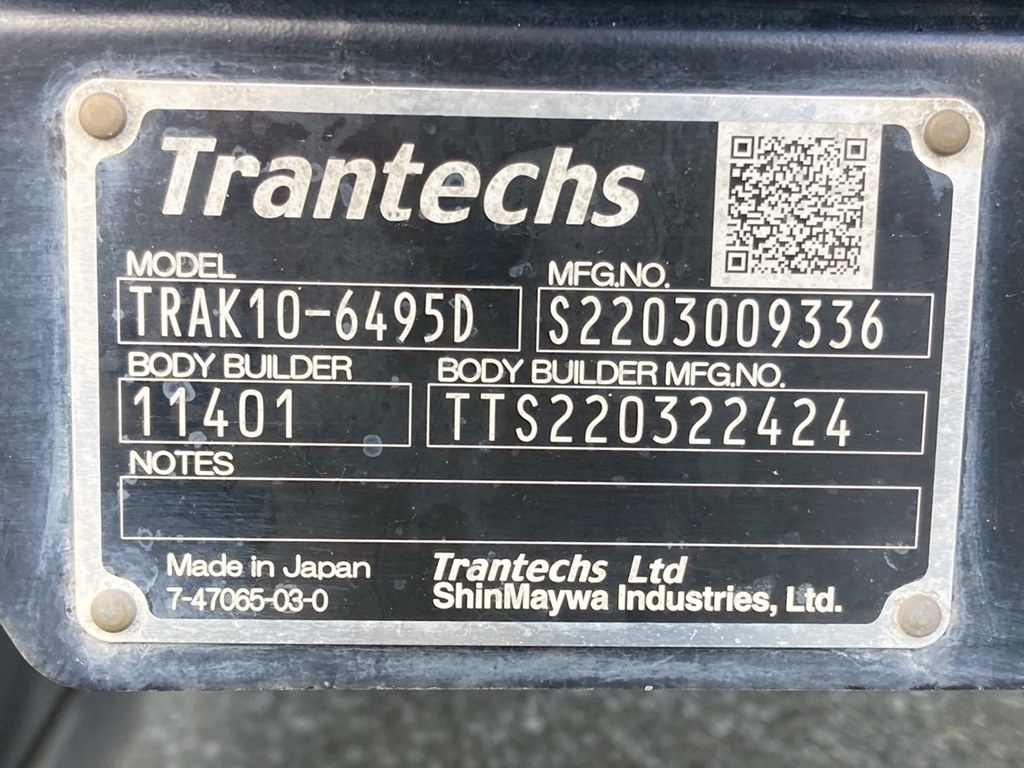 Trantechs
MODEL MFG.NO.
TRAK10-6495D S2203009336
BODY BUILDER BODY BUILDER MFG.NO.
11401 TTS220322424
NOTES
Made in Japan Trantechs Ltd
7-47065-03-0 ShinMaywa Industries, Ltd.